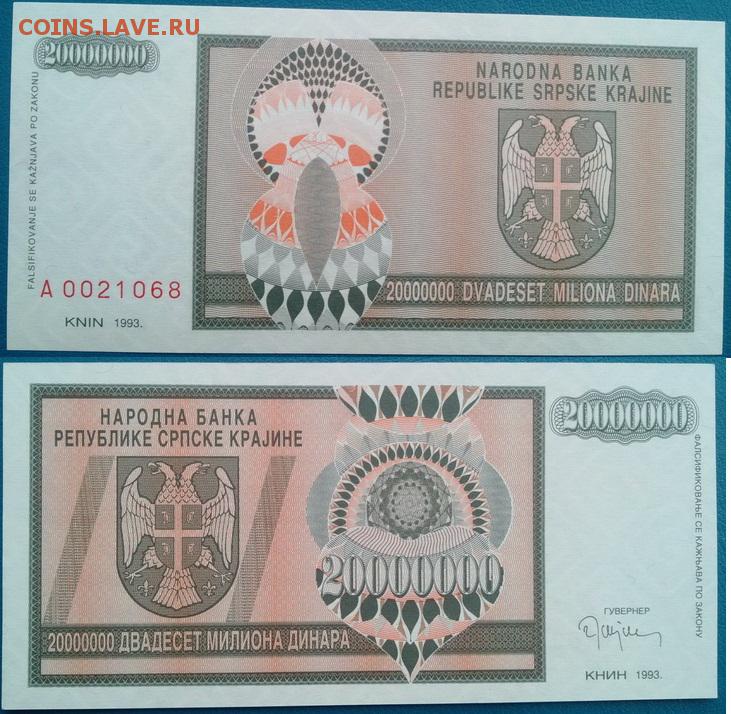 COINS.LAVE.RU
20000000
NARODNA BANKA
REPUBLIKE SRPSKE KRAJINE
FALSIFIKOVANJE SE KAŽNJAVA PO ZAKONU
A 0021068
20000000 DVADESET MILIONA DINARA
KNIN 1993.
НАРОДНА БАНКА
РЕПУБЛИКЕ СРПСКЕ КРАЈИНЕ
20000000
ФАЛСИФИКОВАЊЕ СЕ КАЖЊАВА ПО ЗАКОНУ
20000000
ГУВЕРНЕР
20000000 ДВАДЕСЕТ МИЛИОНА ДИНАРА
КНИН 1993.